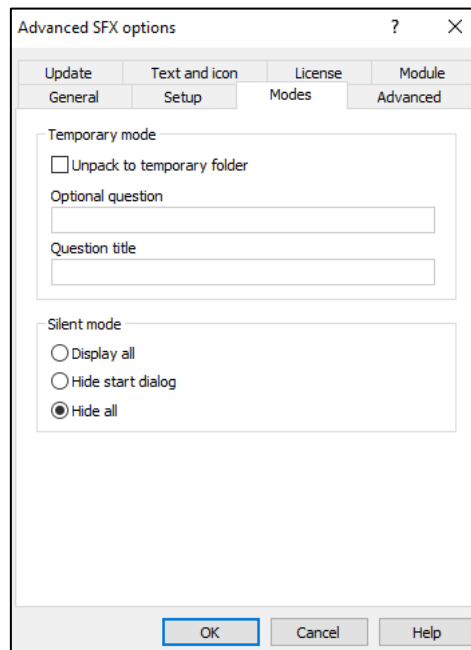 Advanced SFX options ? ✕
Update Text and icon License Module
General Setup Modes Advanced
Temporary mode
Unpack to temporary folder
Optional question
Question title
Silent mode
Display all
Hide start dialog
Hide all
OK Cancel Help